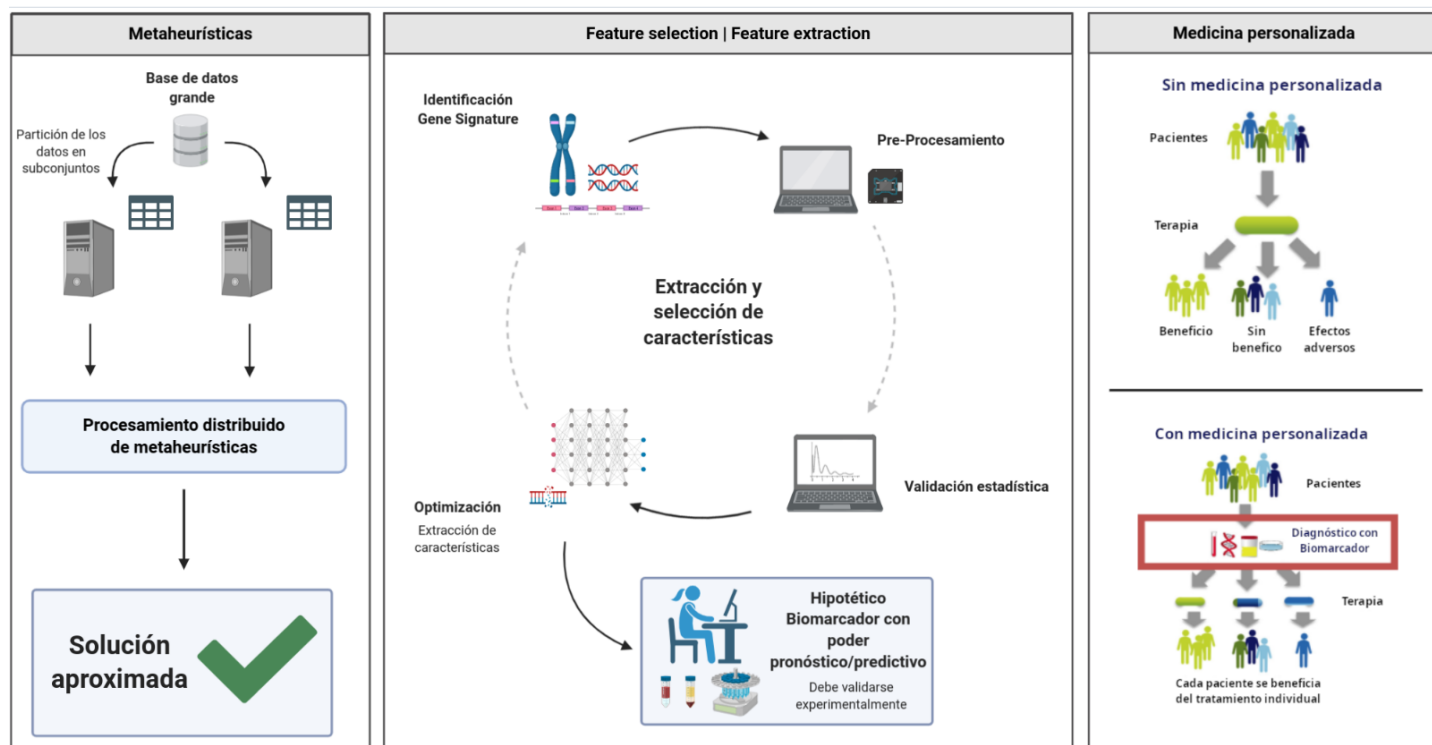 Metaheurísticas
Base de datos
grande
Partición de los
datos en
subconjuntos
Procesamiento distribuido
de metaheurísticas
Solución
aproximada
Feature selection | Feature extraction
Identificación
Gene Signature
Pre-Procesamiento
Extracción y
selección de
características
Validación estadística
Optimización
Extracción de
características
Hipotético
Biomarcador con
poder
pronóstico/predictivo
Debe validarse
experimentalmente
Medicina personalizada
Sin medicina personalizada
Pacientes
Terapia
Beneficio
Sin
benefico
Efectos
adversos
Con medicina personalizada
Pacientes
Diagnóstico con
Biomarcador
Terapia
Cada paciente se beneficia
del tratamiento individual